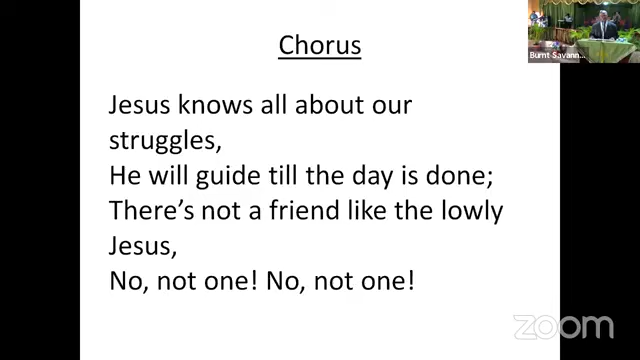 Chorus
Burnt Savann...
Jesus knows all about our
struggles,
He will guide till the day is done;
There's not a friend like the lowly
Jesus,
No, not one! No, not one!
zoom